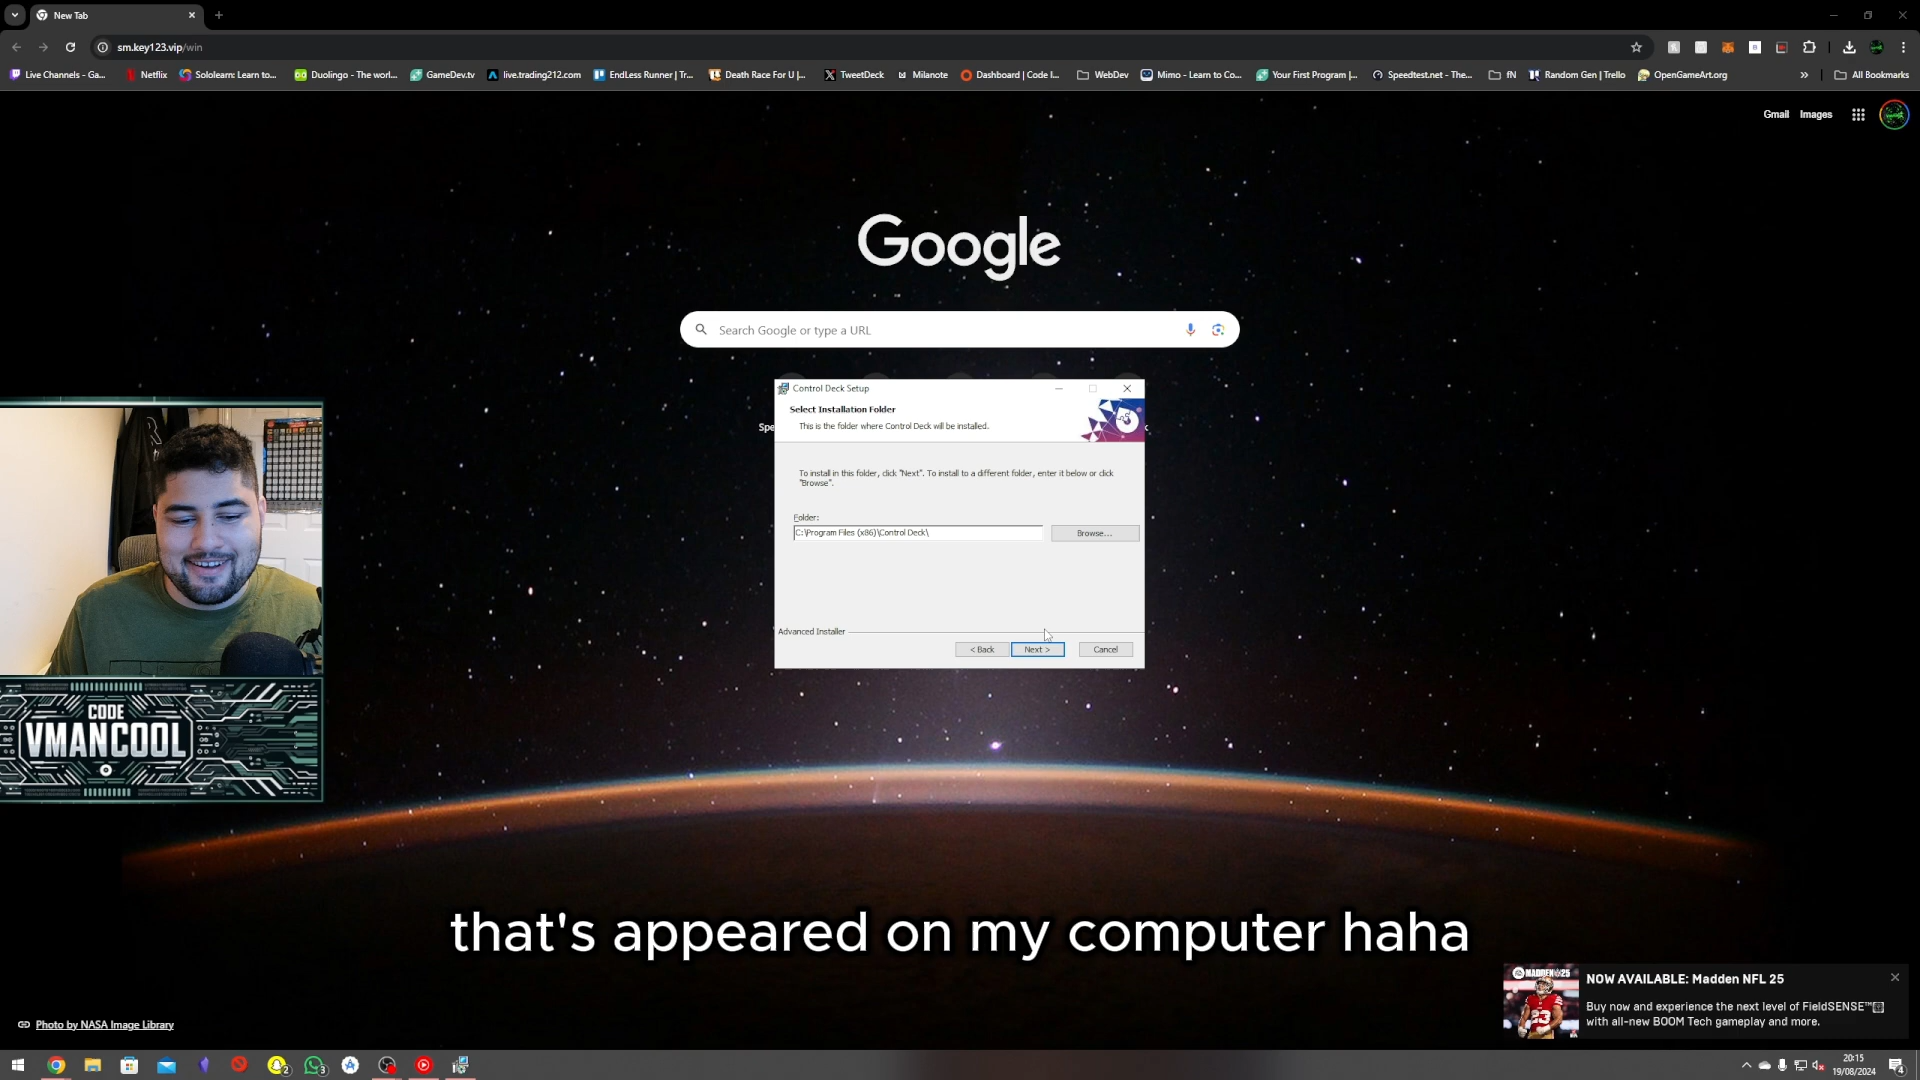 New Tab
sm.key123.vip/win
Live Channels - Ga...
Netflix
Sololearn: Learn to...
Duolingo - The worl...
GameDev.tv
live.trading212.com
EndLess Runner | Tr...
Death Race For U |...
TweetDeck
Milanote
Dashboard | Code I...
WebDev
Mimo - Learn to Co...
Your First Program |...
Speedtest.net - The...
fN
Random Gen | Trello
OpenGameArt.org
»
All Bookmarks
Gmail
Images
Google
Search Google or type a URL
Control Deck Setup
Select Installation Folder
This is the folder where Control Deck will be installed.
Spe
To install in this folder, click "Next". To install to a different folder, enter it below or click
"Browse".
Folder:
C:\Program Files (x86)\Control Deck\
Browse...
Advanced Installer
< Back
Next >
Cancel
CODE
VMANCOOL
that's appeared on my computer haha
MADDEN 25
NOW AVAILABLE: Madden NFL 25
Buy now and experience the next level of FieldSENSE™
with all-new BOOM Tech gameplay and more.
Photo by NASA Image Library
20:15
19/08/2024